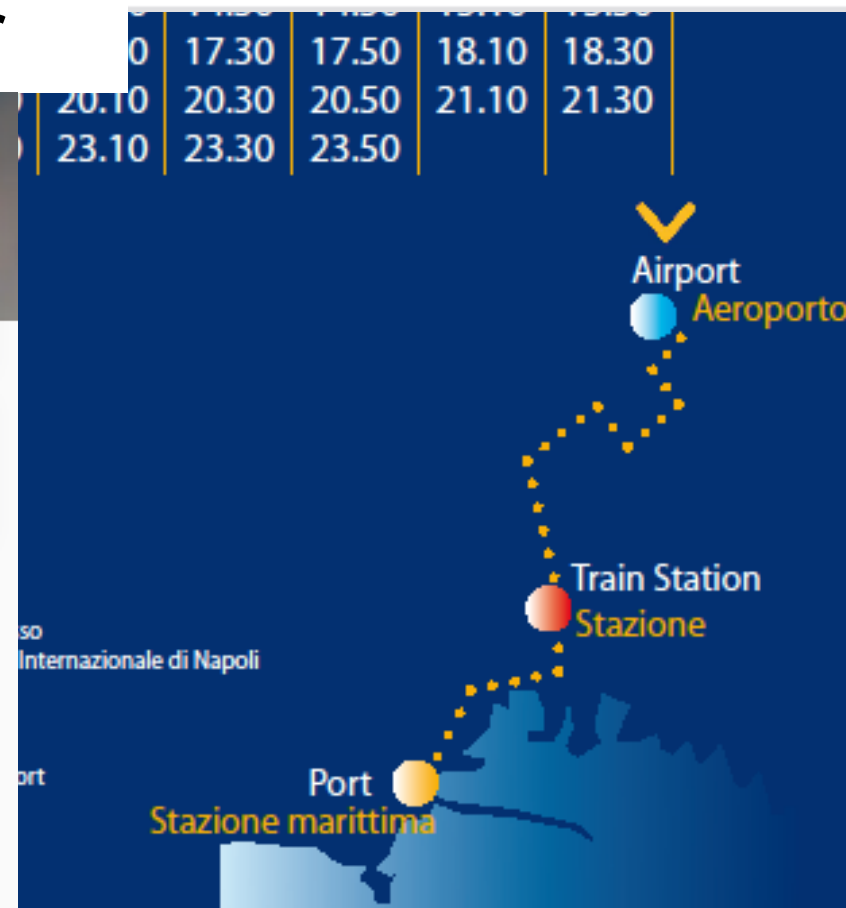 17.30 17.50 18.10 18.30
20.10 20.30 20.50 21.10 21.30
23.10 23.30 23.50
Airport
Aeroporto
Train Station
Stazione
Internazionale di Napoli
Port
Stazione marittima